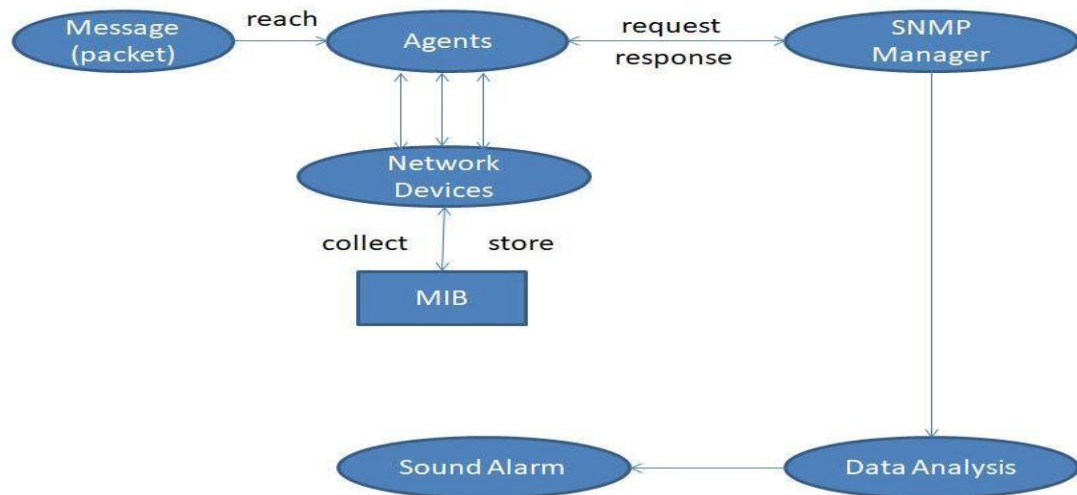 Message
(packet)
reach
Agents
request
response
SNMP
Manager
Network
Devices
collect
store
MIB
Sound Alarm
Data Analysis